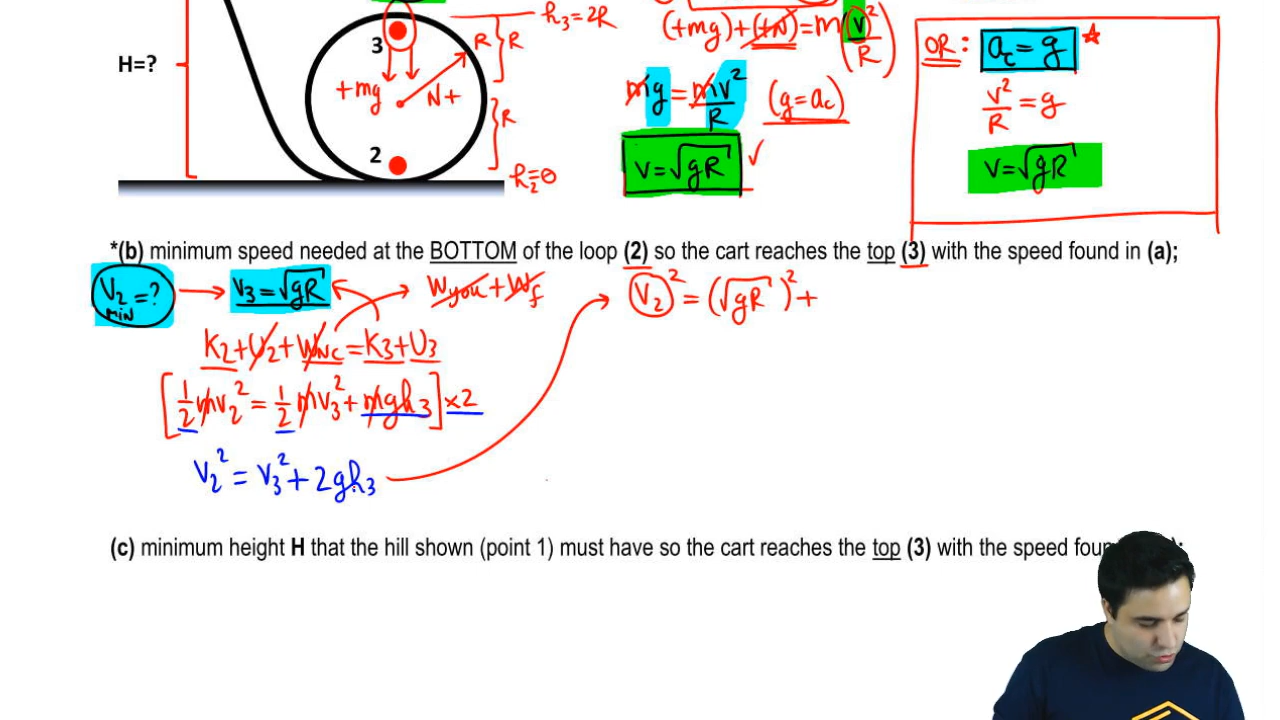 h₃=2R
(+mg)+(+N)=m(v²/R)
OR: a_c = g ★
3
R
R
H=?
+mg
N+
mg = mv²/R (g=a_c)
v²/R = g
R
2
v=√gR ✓
v=√gR
h₂=0
*(b) minimum speed needed at the BOTTOM of the loop (2) so the cart reaches the top (3) with the speed found in (a);
V₂ MIN =? → V₃=√gR
W_you + W_f
(V₂)² = (√gR)² +
K₂+U₂+W_NC = K₃+U₃
[½mv₂² = ½mv₃² + mgh₃] ×2
V₂² = V₃² + 2gh₃
(c) minimum height H that the hill shown (point 1) must have so the cart reaches the top (3) with the speed